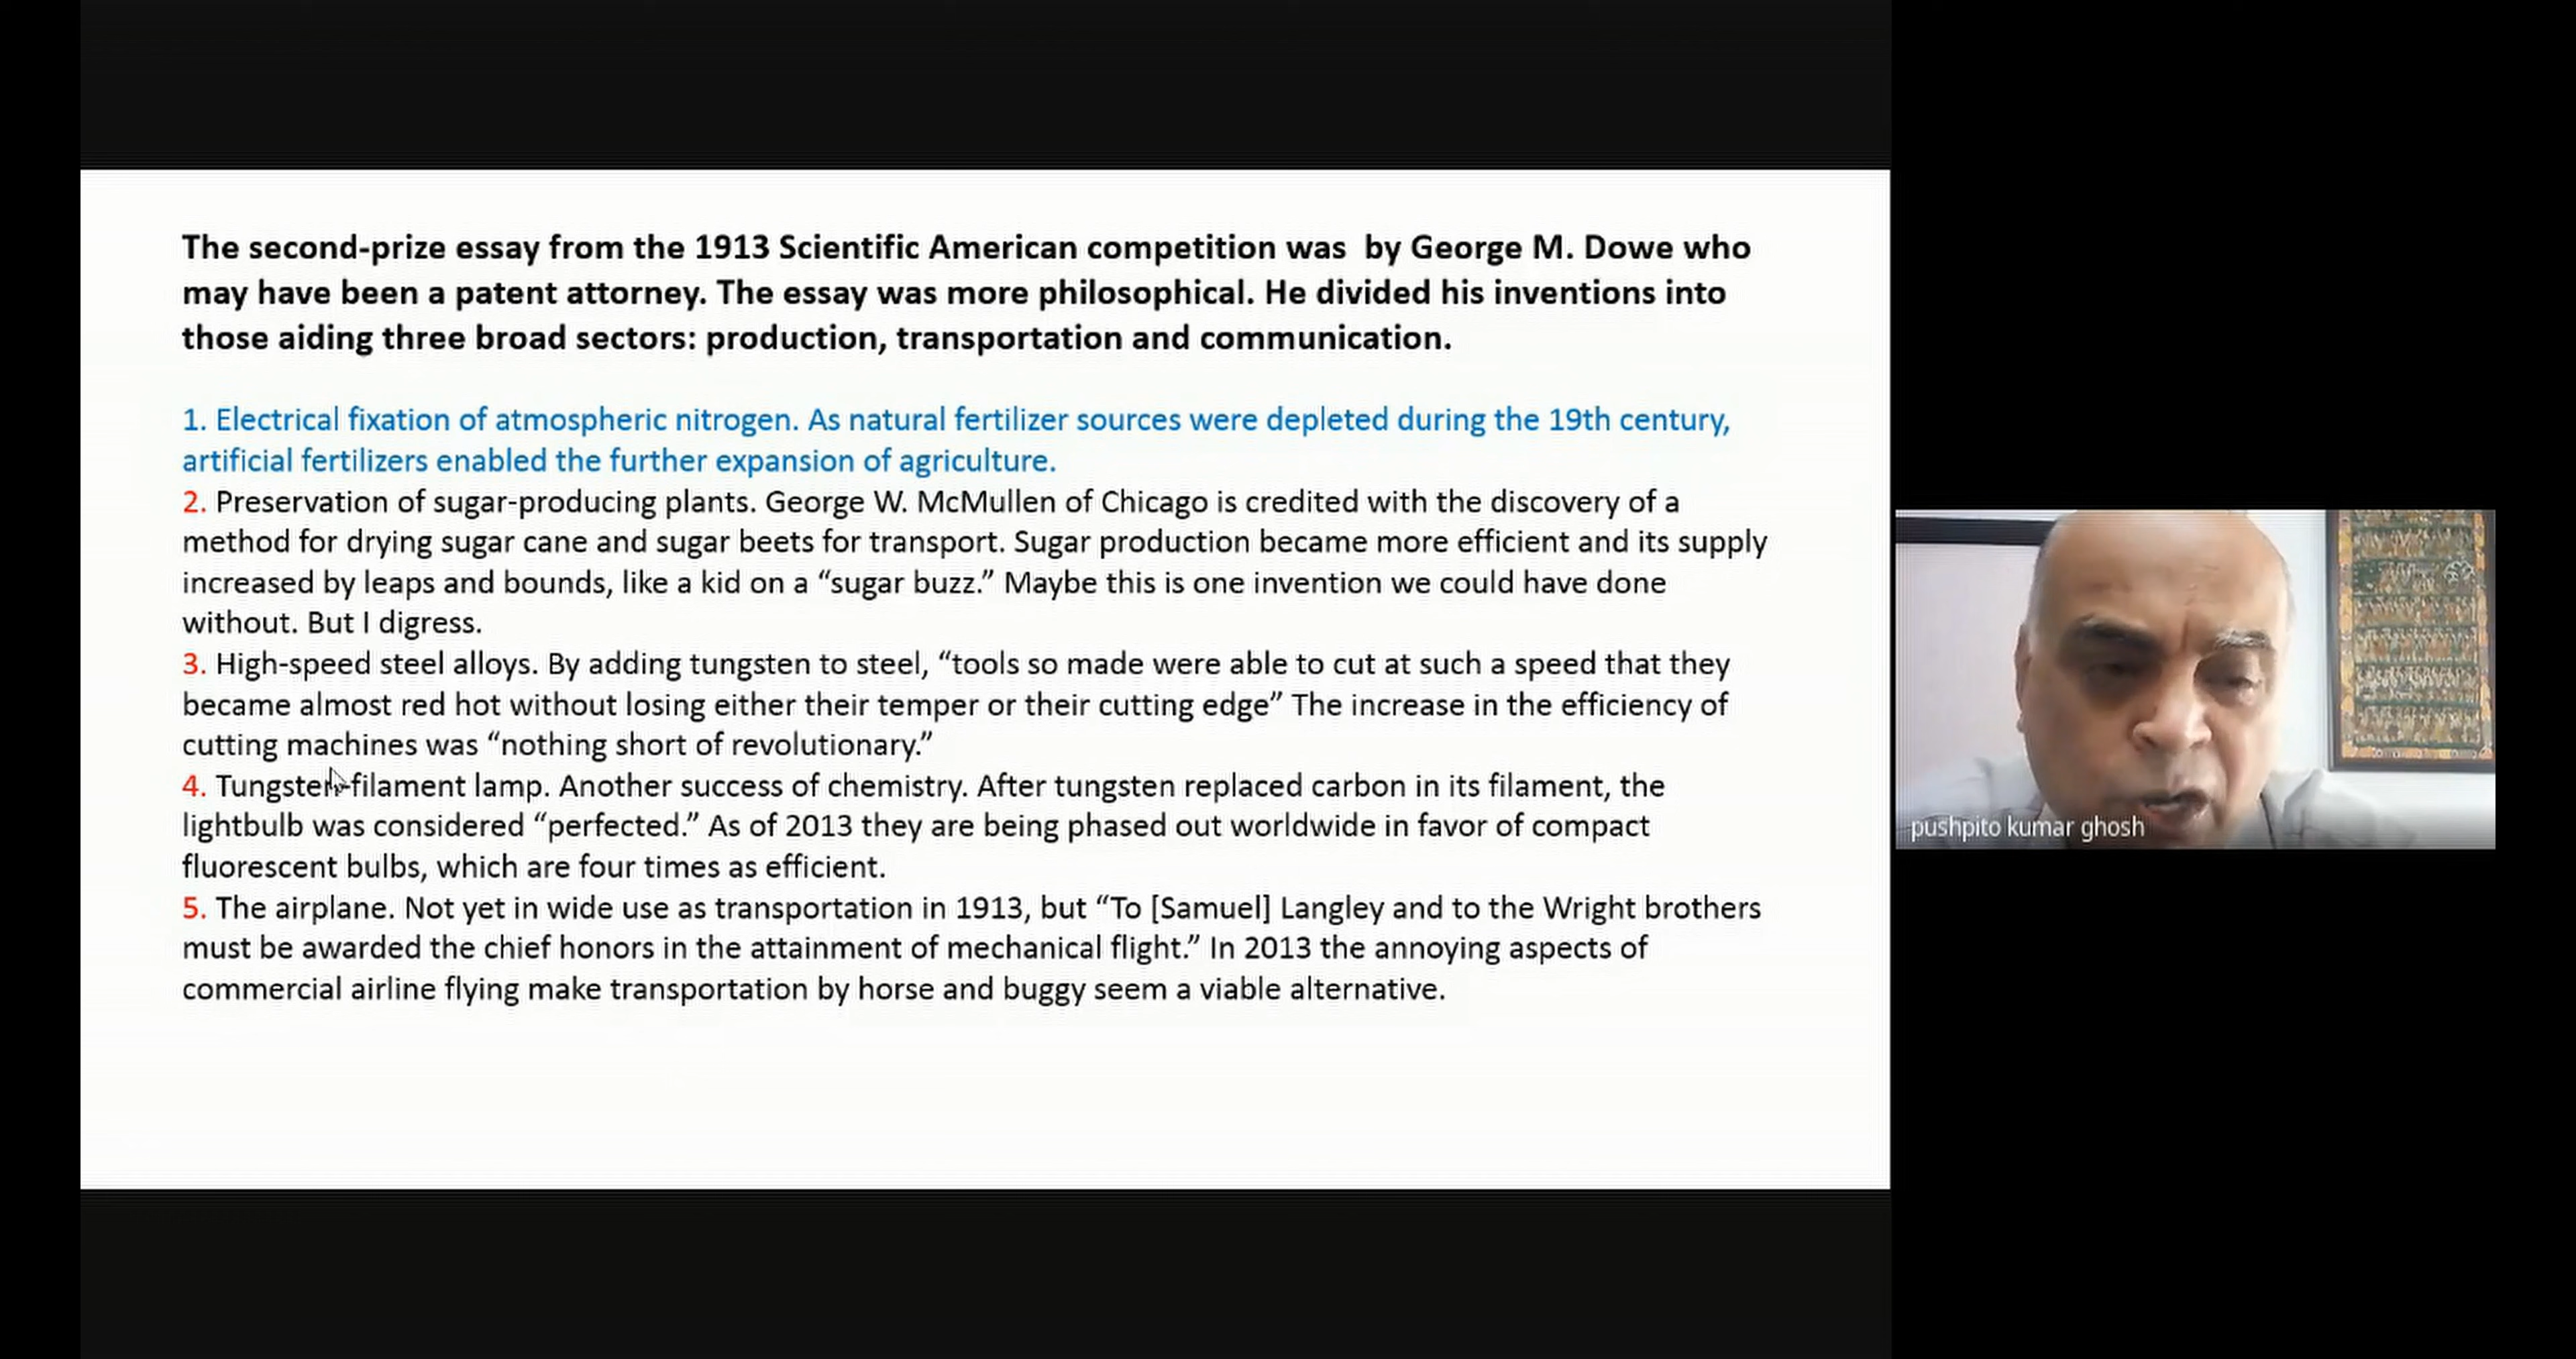 The second-prize essay from the 1913 Scientific American competition was  by George M. Dowe who
may have been a patent attorney. The essay was more philosophical. He divided his inventions into
those aiding three broad sectors: production, transportation and communication.
1. Electrical fixation of atmospheric nitrogen. As natural fertilizer sources were depleted during the 19th century,
artificial fertilizers enabled the further expansion of agriculture.
2. Preservation of sugar-producing plants. George W. McMullen of Chicago is credited with the discovery of a
method for drying sugar cane and sugar beets for transport. Sugar production became more efficient and its supply
increased by leaps and bounds, like a kid on a “sugar buzz.” Maybe this is one invention we could have done
without. But I digress.
3. High-speed steel alloys. By adding tungsten to steel, “tools so made were able to cut at such a speed that they
became almost red hot without losing either their temper or their cutting edge” The increase in the efficiency of
cutting machines was “nothing short of revolutionary.”
4. Tungsten-filament lamp. Another success of chemistry. After tungsten replaced carbon in its filament, the
lightbulb was considered “perfected.” As of 2013 they are being phased out worldwide in favor of compact
fluorescent bulbs, which are four times as efficient.
5. The airplane. Not yet in wide use as transportation in 1913, but “To [Samuel] Langley and to the Wright brothers
must be awarded the chief honors in the attainment of mechanical flight.” In 2013 the annoying aspects of
commercial airline flying make transportation by horse and buggy seem a viable alternative.
pushpito kumar ghosh